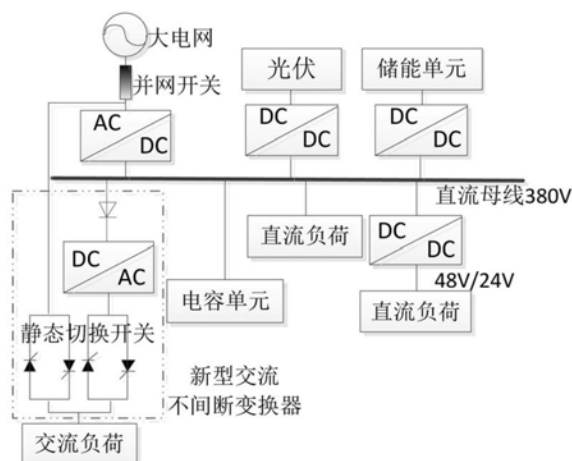 大电网
并网开关
光伏
储能单元
AC
DC
DC
DC
DC
DC
直流母线380V
DC
AC
直流负荷
DC
DC
电容单元
48V/24V
直流负荷
静态切换开关
新型交流
不间断变换器
交流负荷